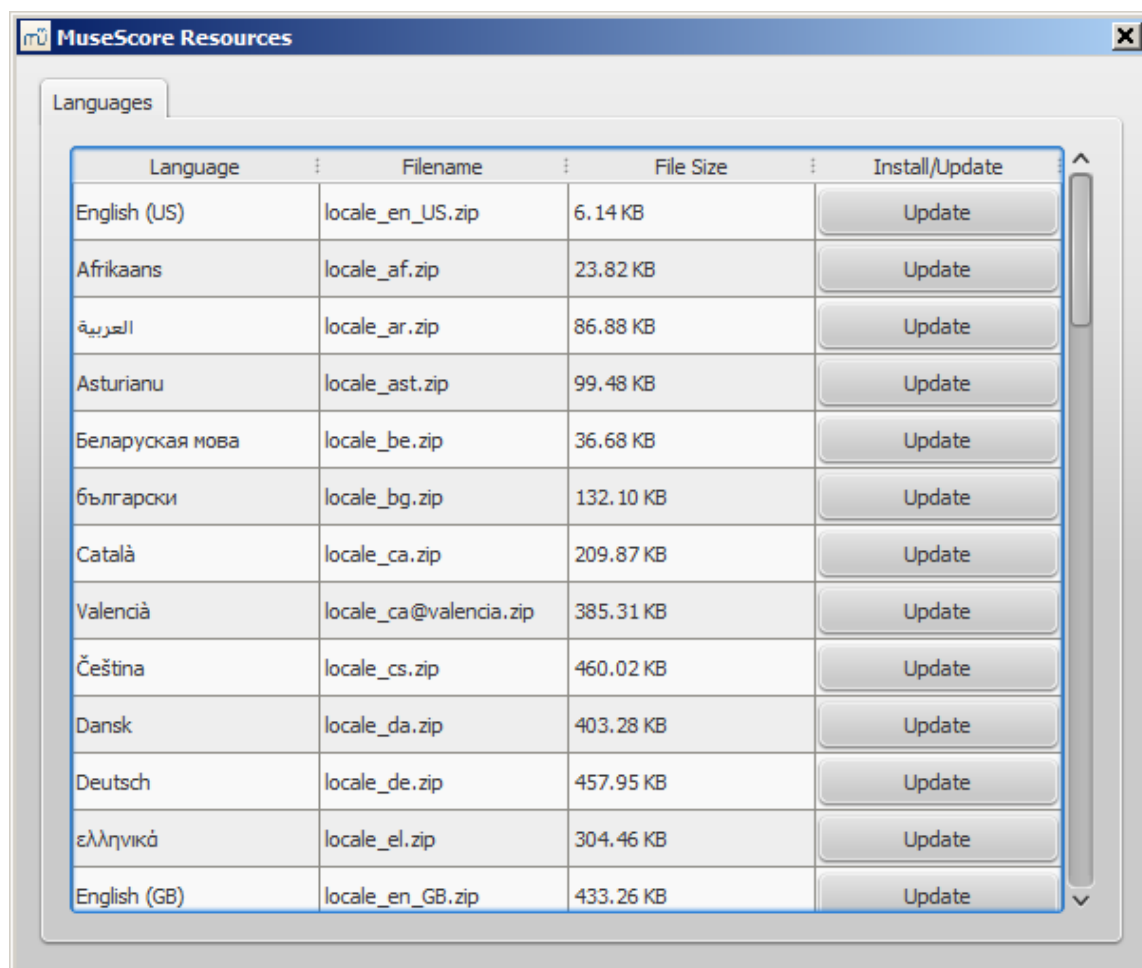 MuseScore Resources
Languages
Language Filename File Size Install/Update
English (US) locale_en_US.zip 6.14 KB Update
Afrikaans locale_af.zip 23.82 KB Update
العربية locale_ar.zip 86.88 KB Update
Asturianu locale_ast.zip 99.48 KB Update
Беларуская мова locale_be.zip 36.68 KB Update
български locale_bg.zip 132.10 KB Update
Català locale_ca.zip 209.87 KB Update
Valencià locale_ca@valencia.zip 385.31 KB Update
Čeština locale_cs.zip 460.02 KB Update
Dansk locale_da.zip 403.28 KB Update
Deutsch locale_de.zip 457.95 KB Update
ελληνικά locale_el.zip 304.46 KB Update
English (GB) locale_en_GB.zip 433.26 KB Update